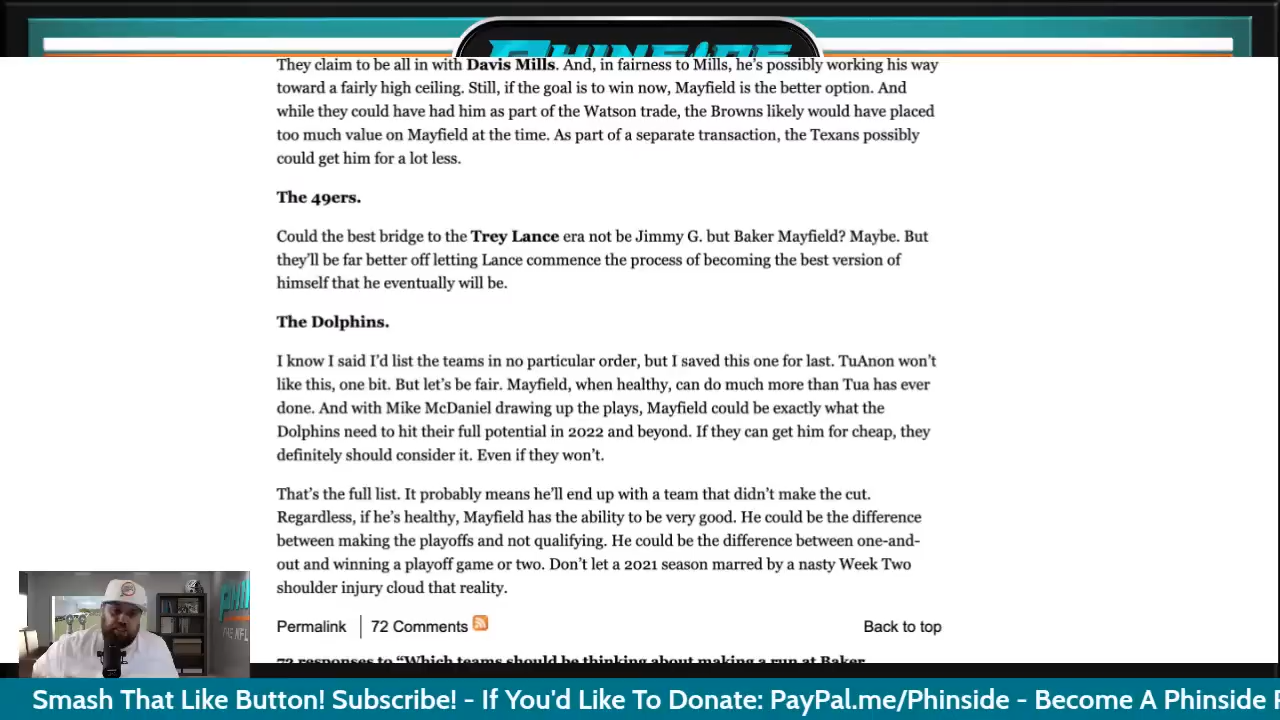 PHINSIDE
They claim to be all in with Davis Mills. And, in fairness to Mills, he's possibly working his way
toward a fairly high ceiling. Still, if the goal is to win now, Mayfield is the better option. And
while they could have had him as part of the Watson trade, the Browns likely would have placed
too much value on Mayfield at the time. As part of a separate transaction, the Texans possibly
could get him for a lot less.
The 49ers.
Could the best bridge to the Trey Lance era not be Jimmy G. but Baker Mayfield? Maybe. But
they'll be far better off letting Lance commence the process of becoming the best version of
himself that he eventually will be.
The Dolphins.
I know I said I'd list the teams in no particular order, but I saved this one for last. TuAnon won't
like this, one bit. But let's be fair. Mayfield, when healthy, can do much more than Tua has ever
done. And with Mike McDaniel drawing up the plays, Mayfield could be exactly what the
Dolphins need to hit their full potential in 2022 and beyond. If they can get him for cheap, they
definitely should consider it. Even if they won't.
That's the full list. It probably means he'll end up with a team that didn't make the cut.
Regardless, if he's healthy, Mayfield has the ability to be very good. He could be the difference
between making the playoffs and not qualifying. He could be the difference between one-and-
out and winning a playoff game or two. Don't let a 2021 season marred by a nasty Week Two
shoulder injury cloud that reality.
Permalink | 72 Comments Back to top
72 responses to “Which teams should be thinking about making a run at Baker
PHINS
THE NFL
Smash That Like Button! Subscribe! - If You'd Like To Donate: PayPal.me/Phinside - Become A Phinside